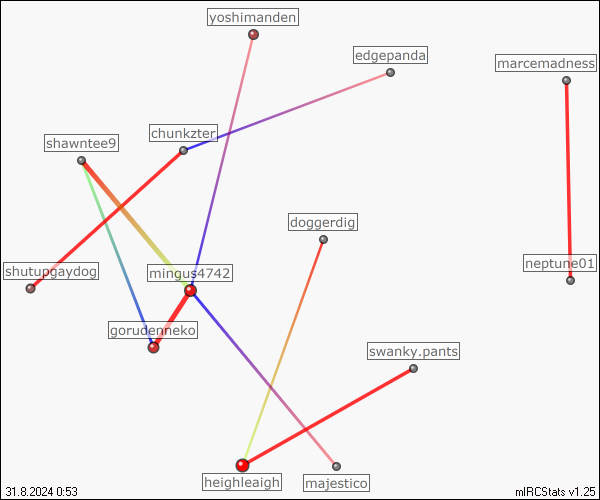 yoshimanden
edgepanda
marcemadness
chunkzter
shawntee9
doggerdig
shutupgaydog
mingus4742
neptune01
gorudenneko
swanky.pants
heighleaigh
majestico
31.8.2024 0:53
mIRCStats v1.25